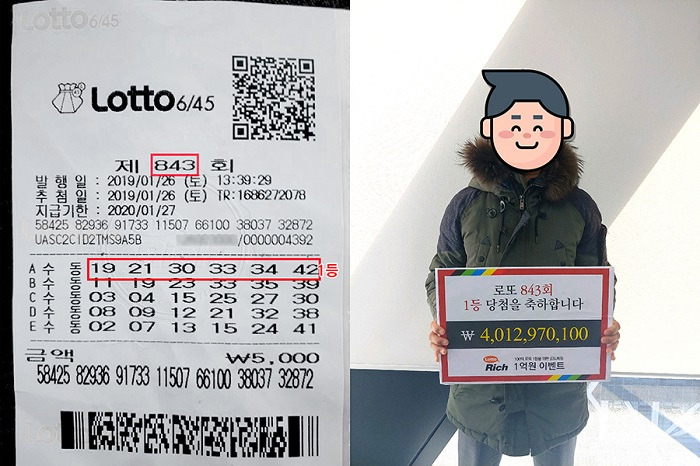 Lotto 6/45
Lotto 6/45
제 843 회
발 행 일 : 2019/01/26 (토) 13:39:29
추 첨 일 : 2019/01/26 (토) TR:1686272078
지급기한 : 2020/01/27
58425 82936 91733 11507 66100 38037 32872
UASC2CID2TMS9A5B /0000004392
A 수 동 19 21 30 33 34 42 1등
B 수 동 11 19 23 33 35 39
C 수 동 03 04 15 25 27 30
D 수 동 08 09 12 21 32 38
E 수 동 02 07 13 15 24 41
금액 ₩5,000
58425 82936 91733 11507 66100 38037 32872
로또 843회
1등 당첨을 축하합니다
₩ 4,012,970,100
Lotto Rich
1억원 이벤트